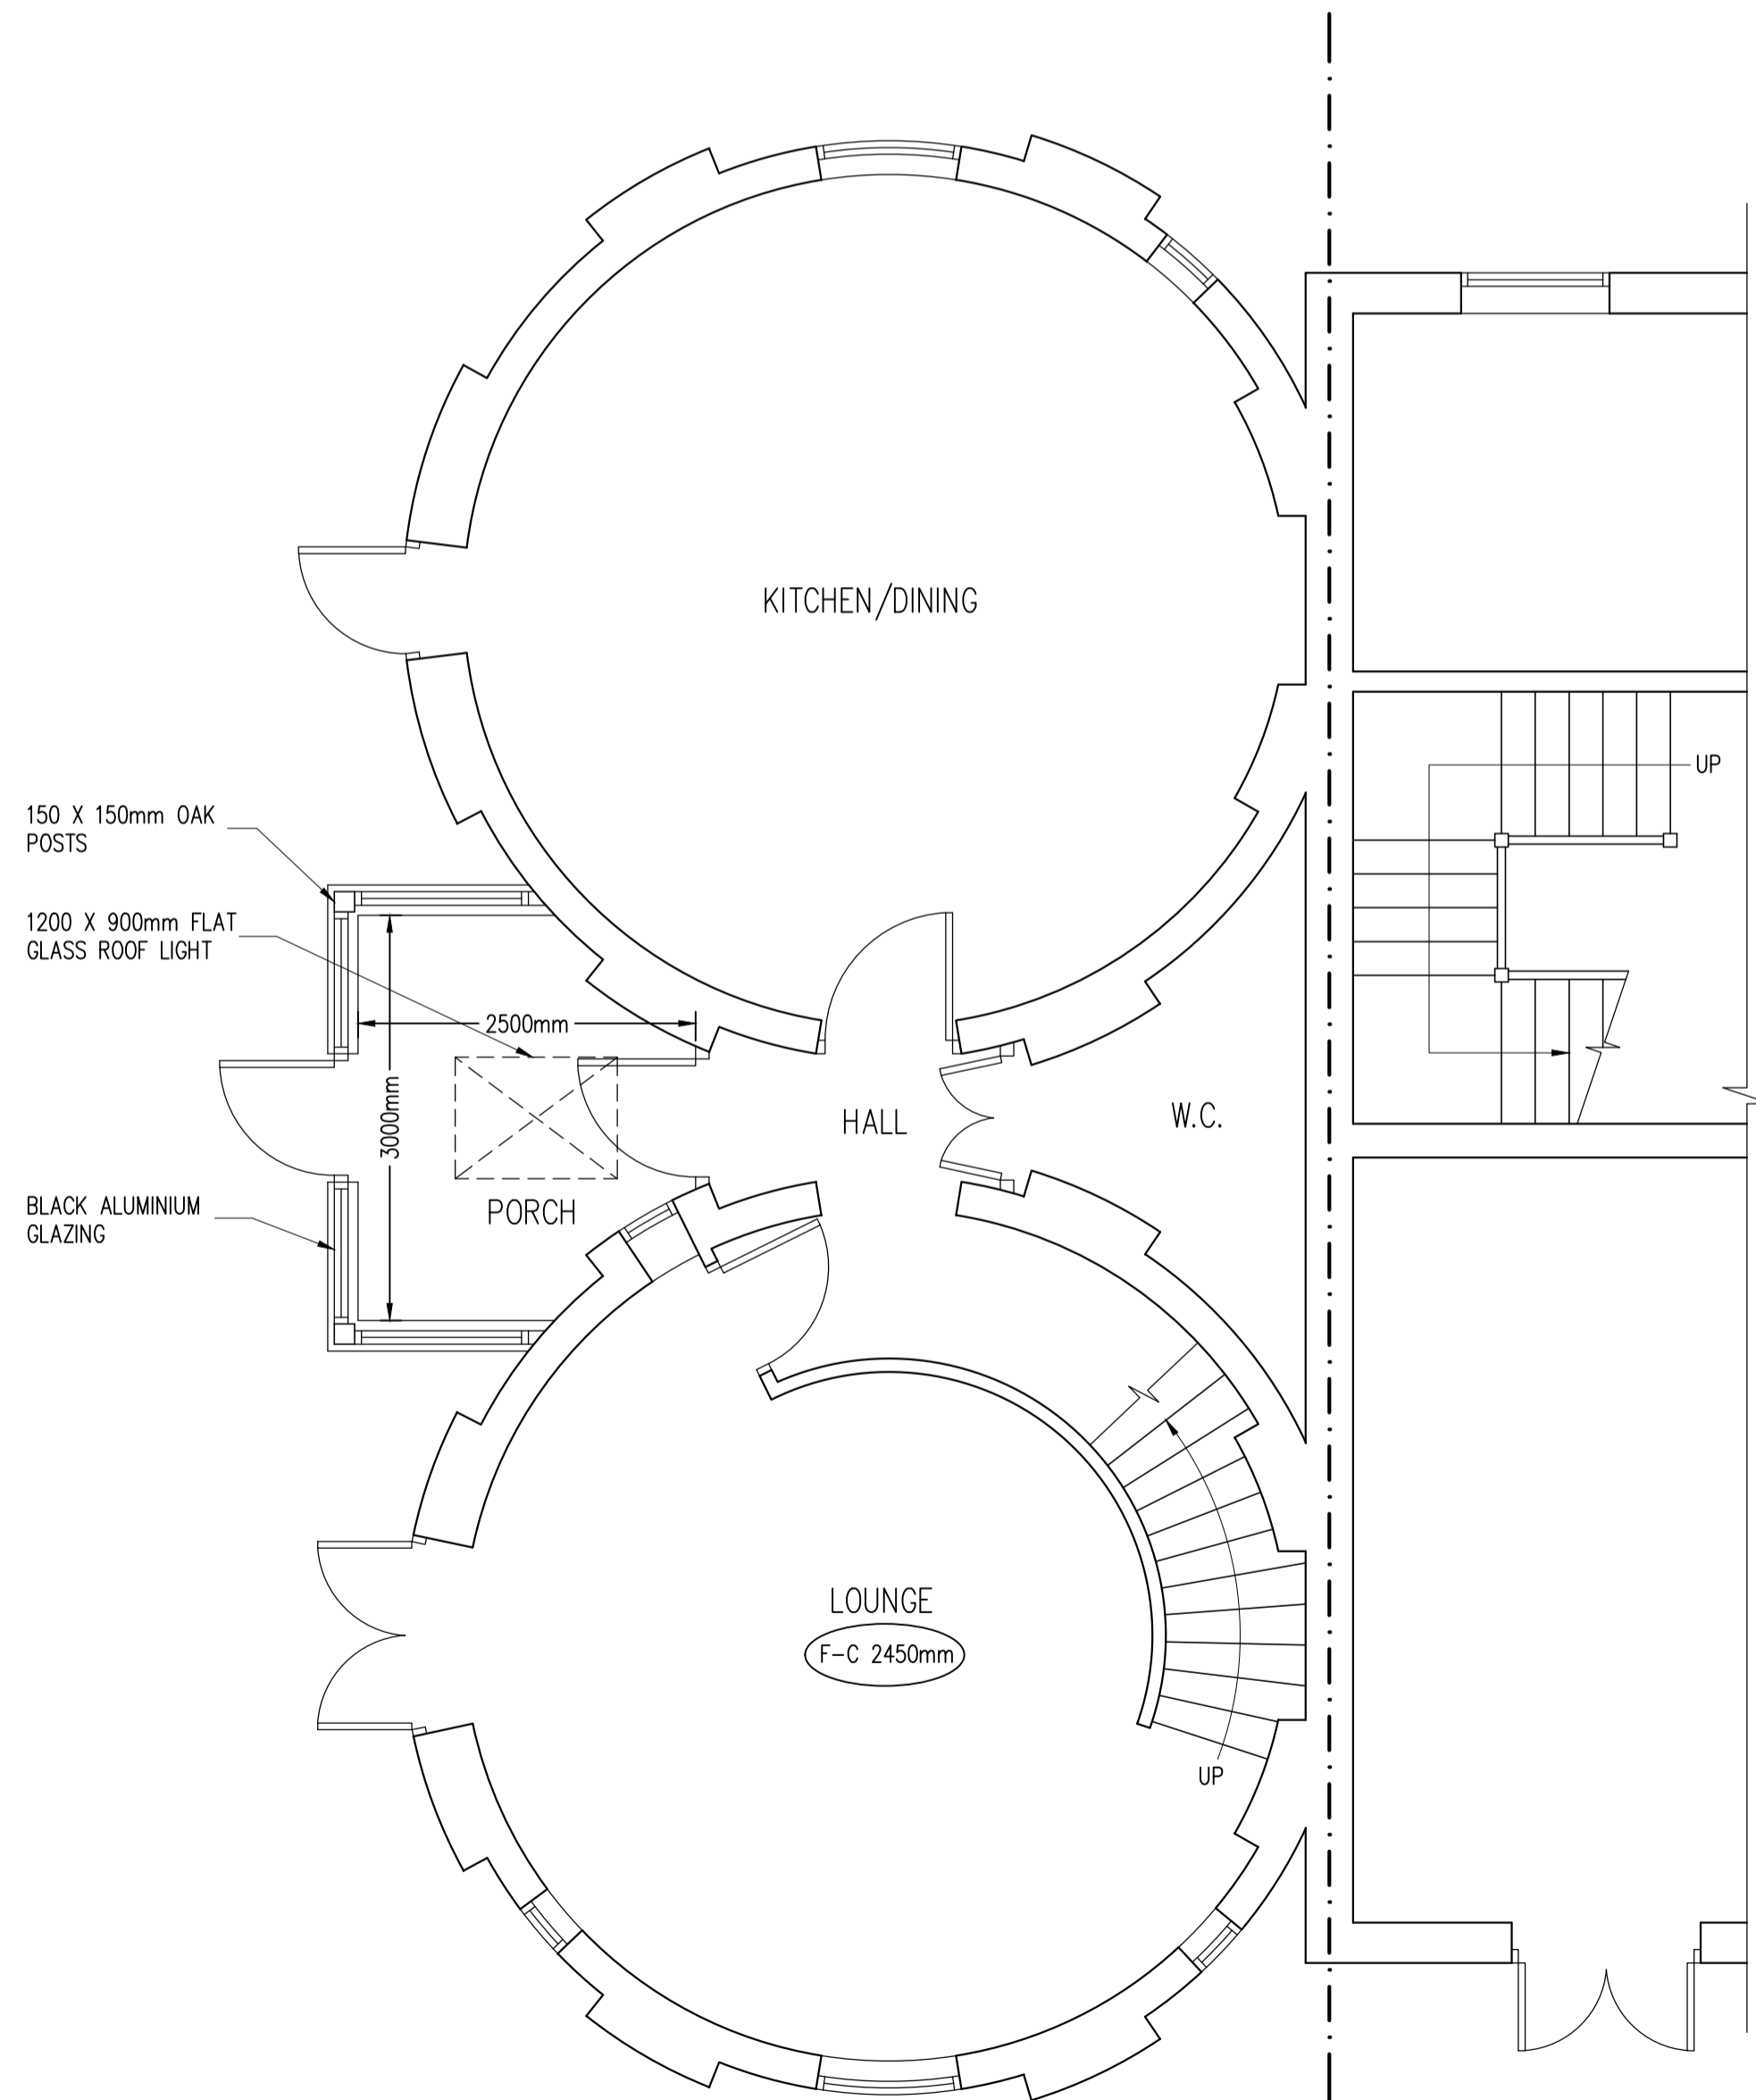 KITCHEN/DINING
UP
150 X 150mm OAK
POSTS
1200 X 900mm FLAT
GLASS ROOF LIGHT
2500mm
3000mm
HALL
W.C.
PORCH
BLACK ALUMINIUM
GLAZING
LOUNGE
F-C 2450mm
UP